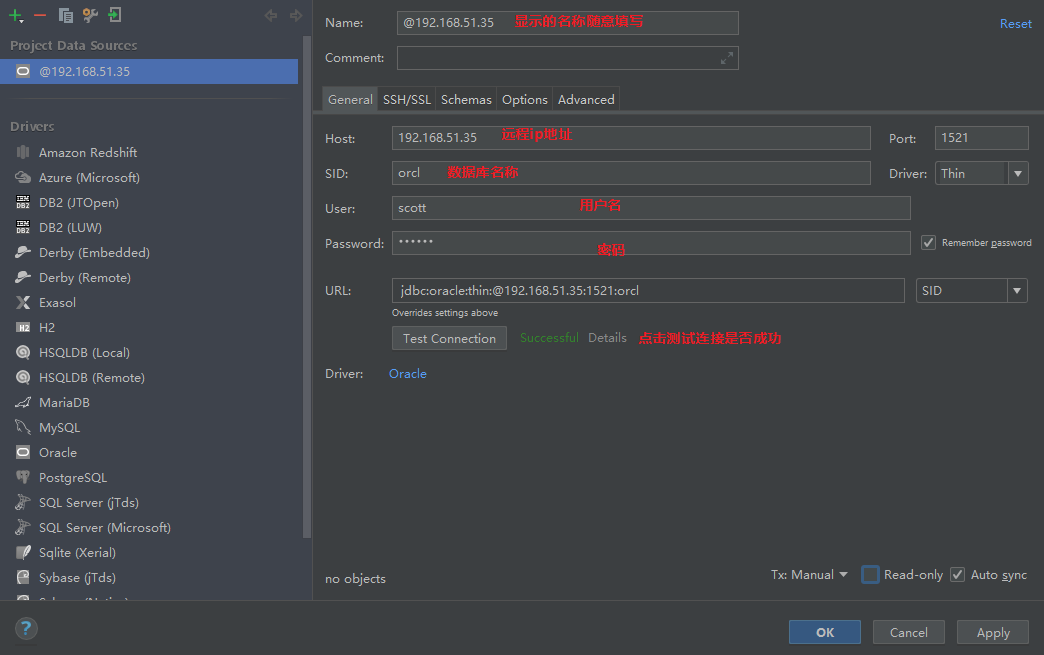 Project Data Sources
@192.168.51.35
Drivers
Amazon Redshift
Azure (Microsoft)
DB2 (JTOpen)
DB2 (LUW)
Derby (Embedded)
Derby (Remote)
Exasol
H2
HSQLDB (Local)
HSQLDB (Remote)
MariaDB
MySQL
Oracle
PostgreSQL
SQL Server (jTds)
SQL Server (Microsoft)
Sqlite (Xerial)
Sybase (jTds)
Name: @192.168.51.35 显示的名称随意填写 Reset
Comment:
General SSH/SSL Schemas Options Advanced
Host: 192.168.51.35 远程ip地址 Port: 1521
SID: orcl 数据库名称 Driver: Thin
User: scott 用户名
Password: •••••• 密码 Remember password
URL: jdbc:oracle:thin:@192.168.51.35:1521:orcl SID
Overrides settings above
Test Connection Successful Details 点击测试连接是否成功
Driver: Oracle
no objects Tx: Manual Read-only Auto sync
? OK Cancel Apply